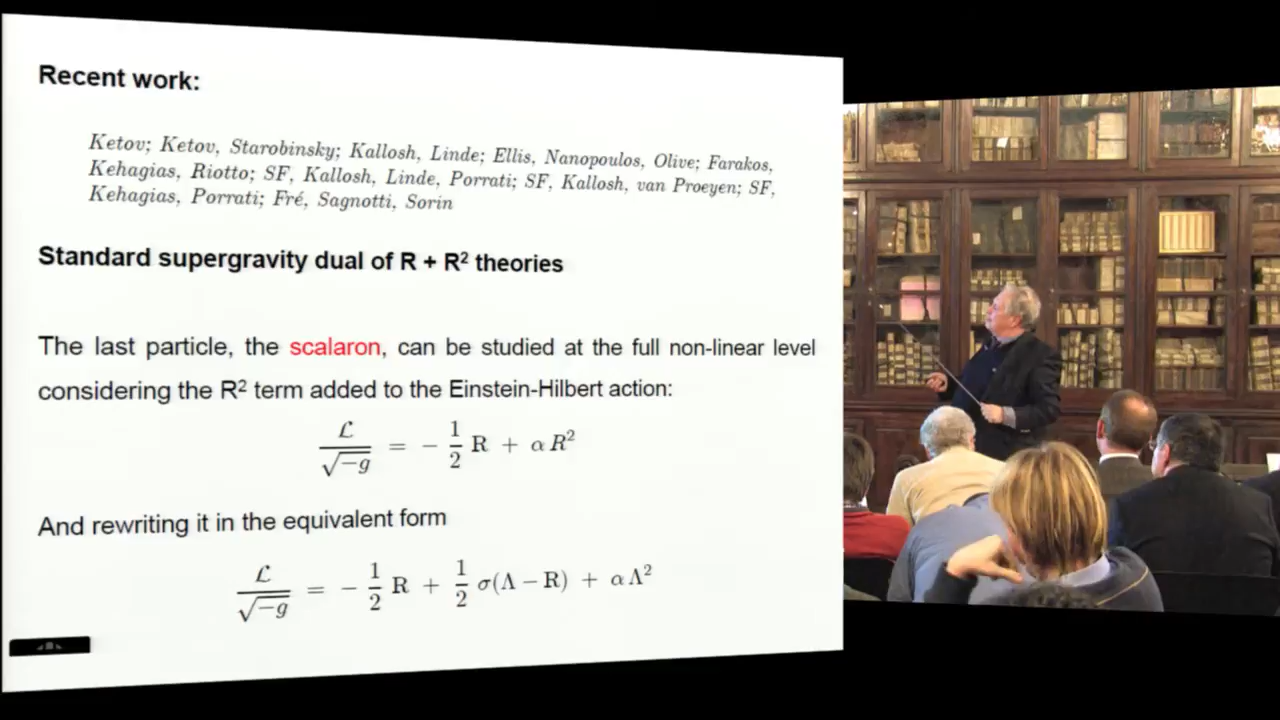 Recent work:
Ketov; Ketov, Starobinsky; Kallosh, Linde; Ellis, Nanopoulos, Olive; Farakos,
Kehagias, Riotto; SF, Kallosh, Linde, Porrati; SF, Kallosh, van Proeyen; SF,
Kehagias, Porrati; Fré, Sagnotti, Sorin
Standard supergravity dual of R + R² theories
The last particle, the scalaron, can be studied at the full non-linear level
considering the R² term added to the Einstein-Hilbert action:
ℒ/√−g = − 1/2 R + α R²
And rewriting it in the equivalent form
ℒ/√−g = − 1/2 R + 1/2 σ(Λ − R) + α Λ²